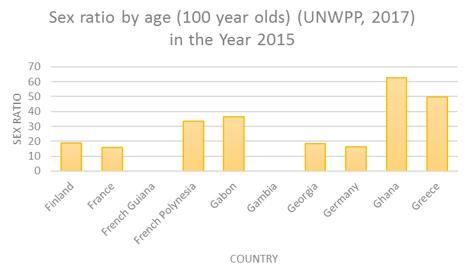 Sex ratio by age (100 year olds) (UNWPP, 2017)
in the Year 2015
SEX RATIO
70
60
50
40
30
20
10
0
Finland
France
French Guiana
French Polynesia
Gabon
Gambia
Georgia
Germany
Ghana
Greece
COUNTRY